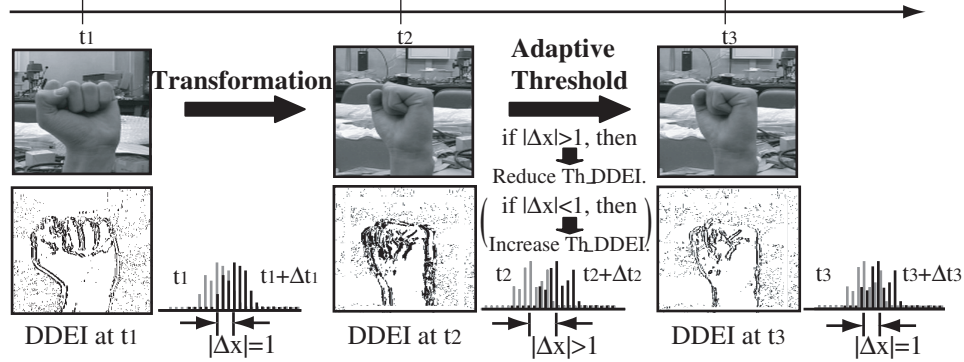 t1
t2
t3
Transformation
Adaptive
Threshold
if |Δx|>1, then
Reduce Th_DDEI.
( if |Δx|<1, then
Increase Th_DDEI. )
t1 t1+Δt1
t2 t2+Δt2
t3 t3+Δt3
DDEI at t1
|Δx|=1
DDEI at t2
|Δx|>1
DDEI at t3
|Δx|=1